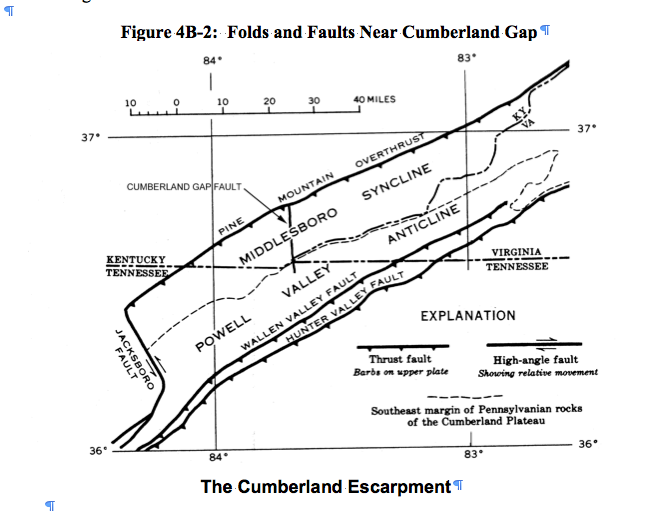 Figure 4B-2: Folds and Faults Near Cumberland Gap¶
¶
84°
83°
10 0 10 20 30 40 MILES
37°
37°
KY
VA
CUMBERLAND GAP FAULT
PINE MOUNTAIN OVERTHRUST
MIDDLESBORO SYNCLINE
KENTUCKY
TENNESSEE
VIRGINIA
TENNESSEE
POWELL VALLEY ANTICLINE
WALLEN VALLEY FAULT
HUNTER VALLEY FAULT
JACKSBORO
FAULT
EXPLANATION
Thrust fault
Barbs on upper plate
High-angle fault
Showing relative movement
Southeast margin of Pennsylvanian rocks
of the Cumberland Plateau
36°
36°
84°
83°
The Cumberland Escarpment¶
¶